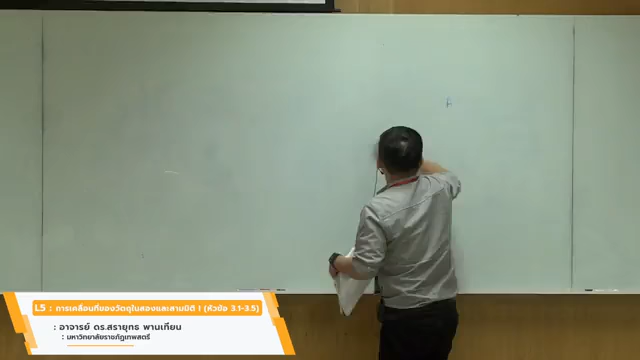 L5 : การเคลื่อนที่ของวัตถุในสองและสามมิติ I (หัวข้อ 3.1-3.5)
: อาจารย์ ดร.สรายุทธ พานเทียน
: มหาวิทยาลัยราชภัฏเทพสตรี